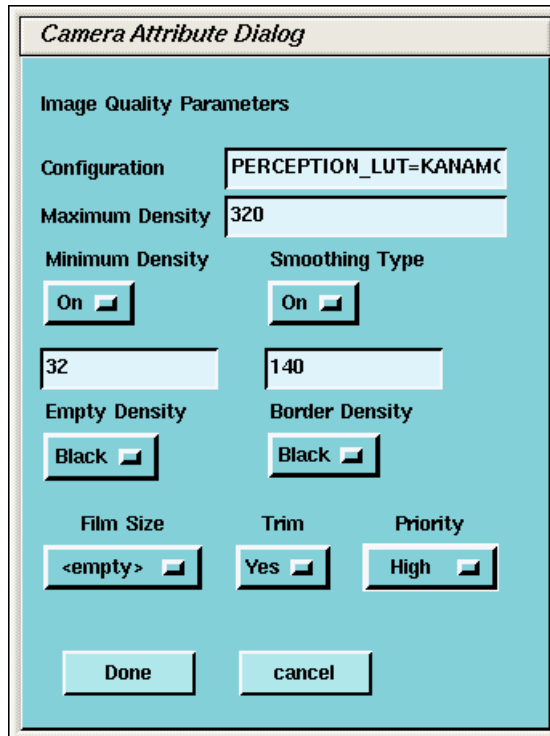 Camera Attribute Dialog
Image Quality Parameters
Configuration PERCEPTION_LUT=KANAMO
Maximum Density 320
Minimum Density Smoothing Type
On On
32 140
Empty Density Border Density
Black Black
Film Size Trim Priority
<empty> Yes High
Done cancel